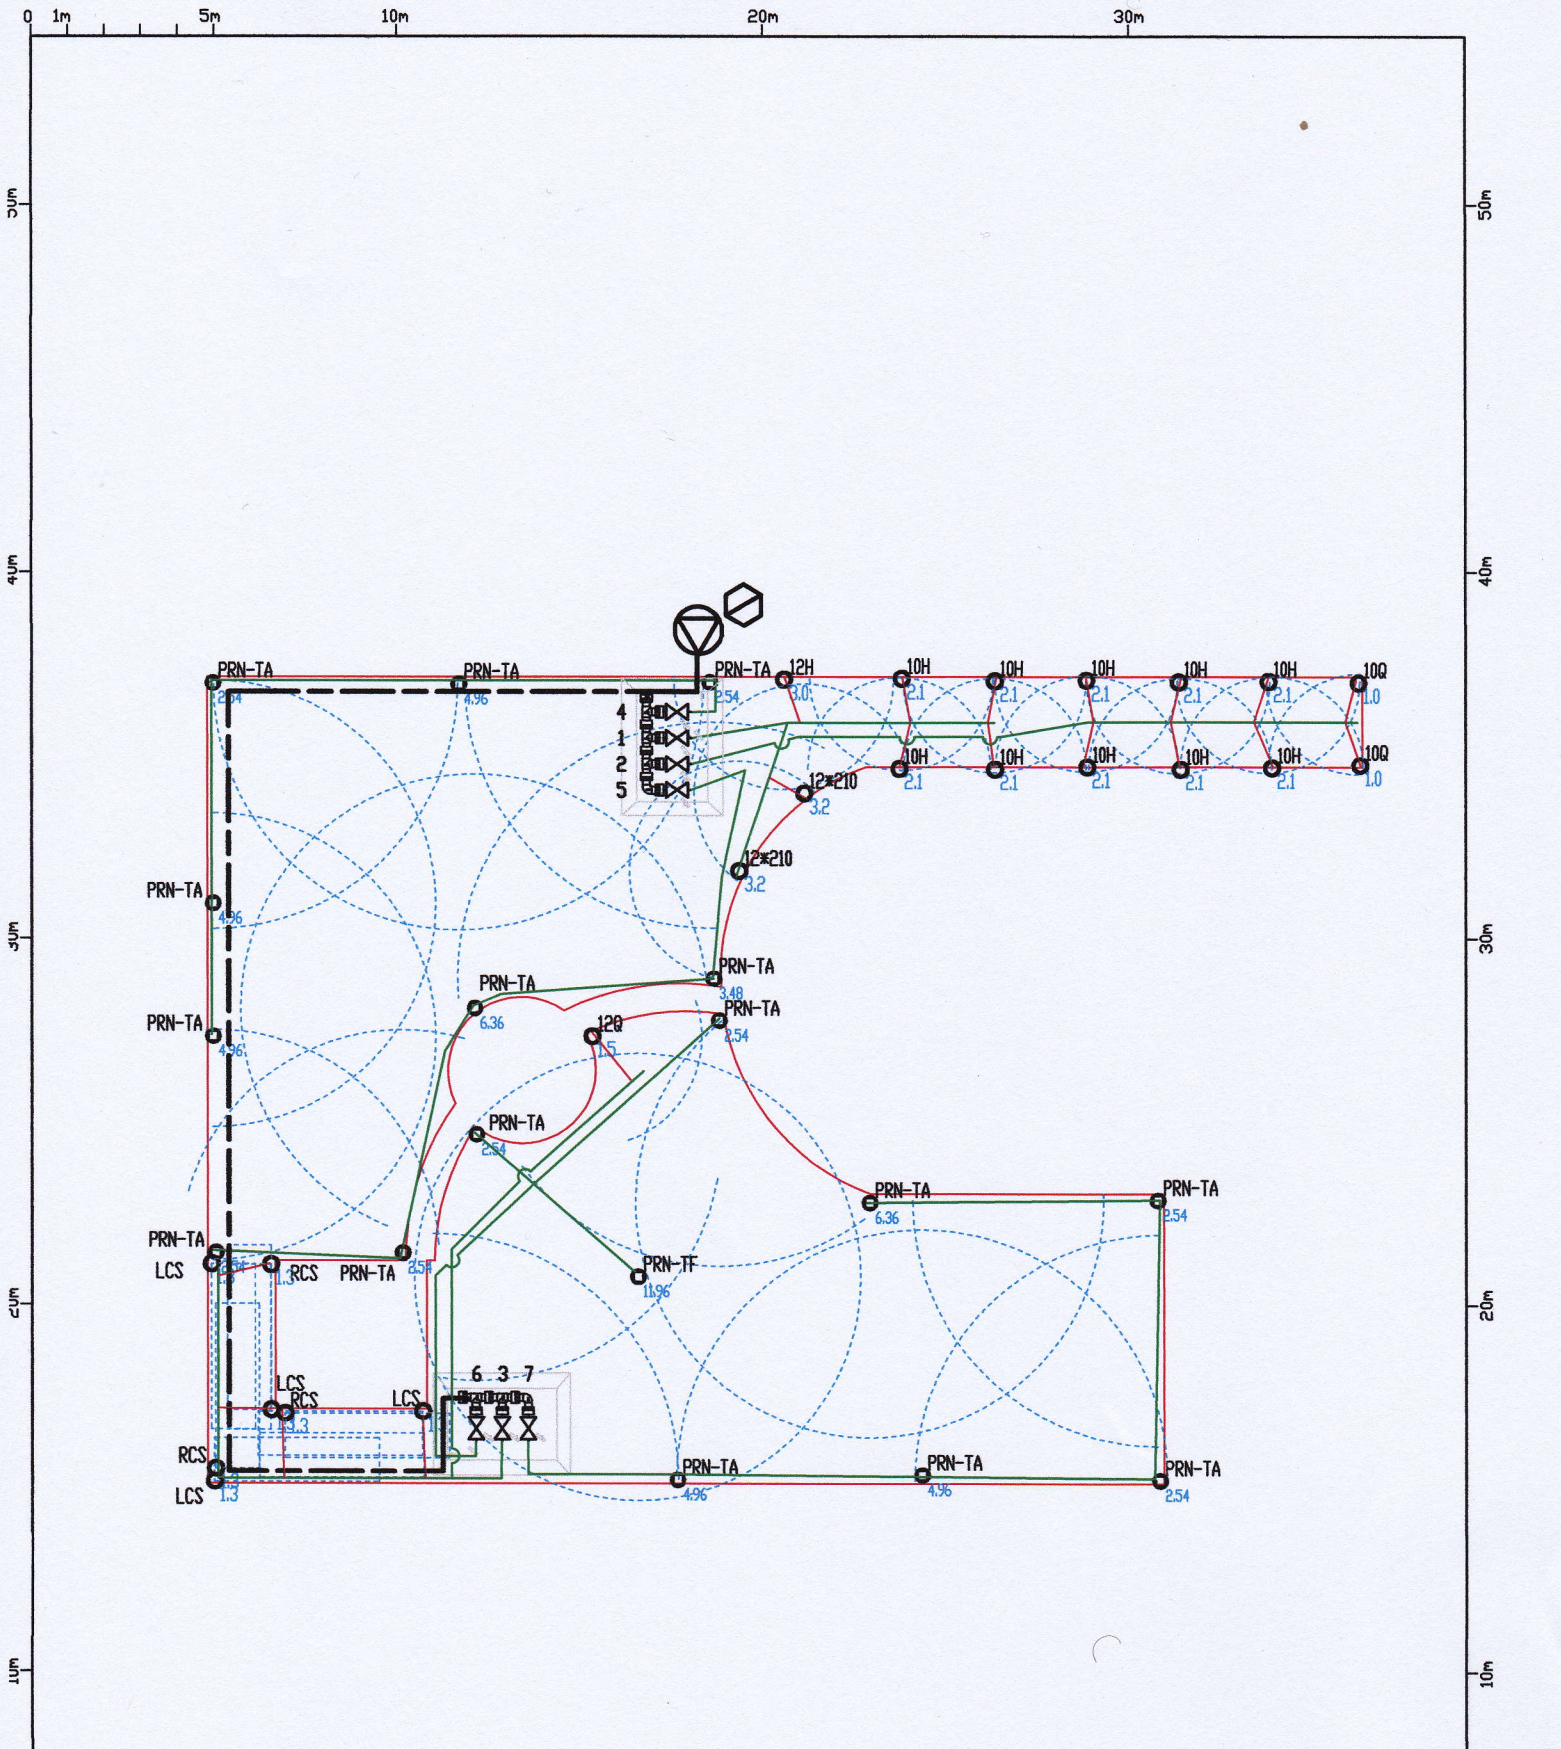 0 1m 5m 10m 20m 30m
50m 50m
40m 40m
PRN-TA PRN-TA PRN-TA 12H 10H 10H 10H 10H 10H 10Q
2.54 4.96 2.54 3.0 2.1 2.1 2.1 2.1 2.1 1.0
4
1
2
5
10H 10H 10H 10H 10H 10Q
2.1 2.1 2.1 2.1 2.1 1.0
12*210
3.2
12*210
3.2
PRN-TA
4.96
30m 30m
PRN-TA
3.48
PRN-TA
6.36
PRN-TA
2.54
PRN-TA
4.96
12Q
1.5
PRN-TA
2.54
PRN-TA
6.36
PRN-TA
2.54
PRN-TA
LCS
RCS
1.3
PRN-TA
2.54
PRN-TF
11.96
20m 20m
6 3 7
LCS
RCS
1.3
LCS
RCS
LCS
1.3
PRN-TA
4.96
PRN-TA
4.96
PRN-TA
2.54
10m 10m